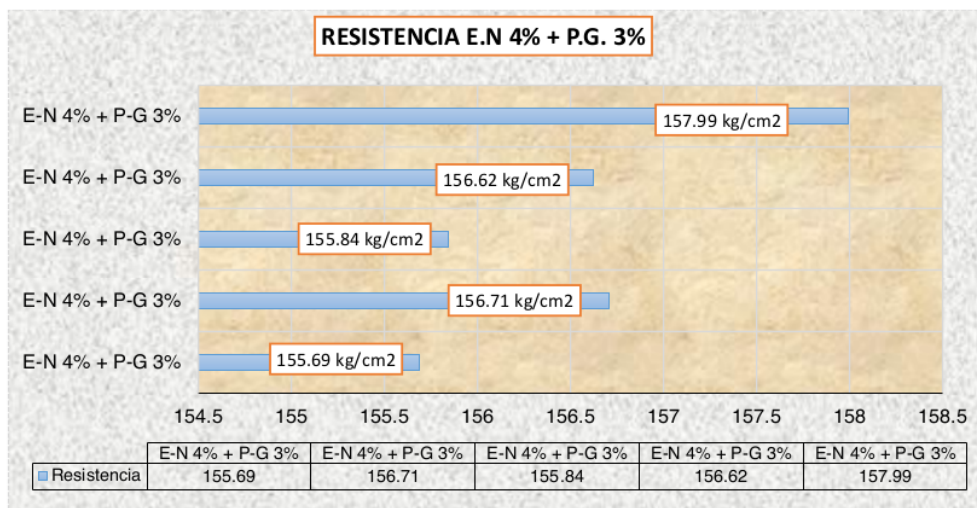 RESISTENCIA E.N 4% + P.G. 3%
E-N 4% + P-G 3%
157.99 kg/cm2
E-N 4% + P-G 3%
156.62 kg/cm2
E-N 4% + P-G 3%
155.84 kg/cm2
E-N 4% + P-G 3%
156.71 kg/cm2
E-N 4% + P-G 3%
155.69 kg/cm2
154.5 155 155.5 156 156.5 157 157.5 158 158.5
E-N 4% + P-G 3% E-N 4% + P-G 3% E-N 4% + P-G 3% E-N 4% + P-G 3% E-N 4% + P-G 3%
Resistencia 155.69 156.71 155.84 156.62 157.99